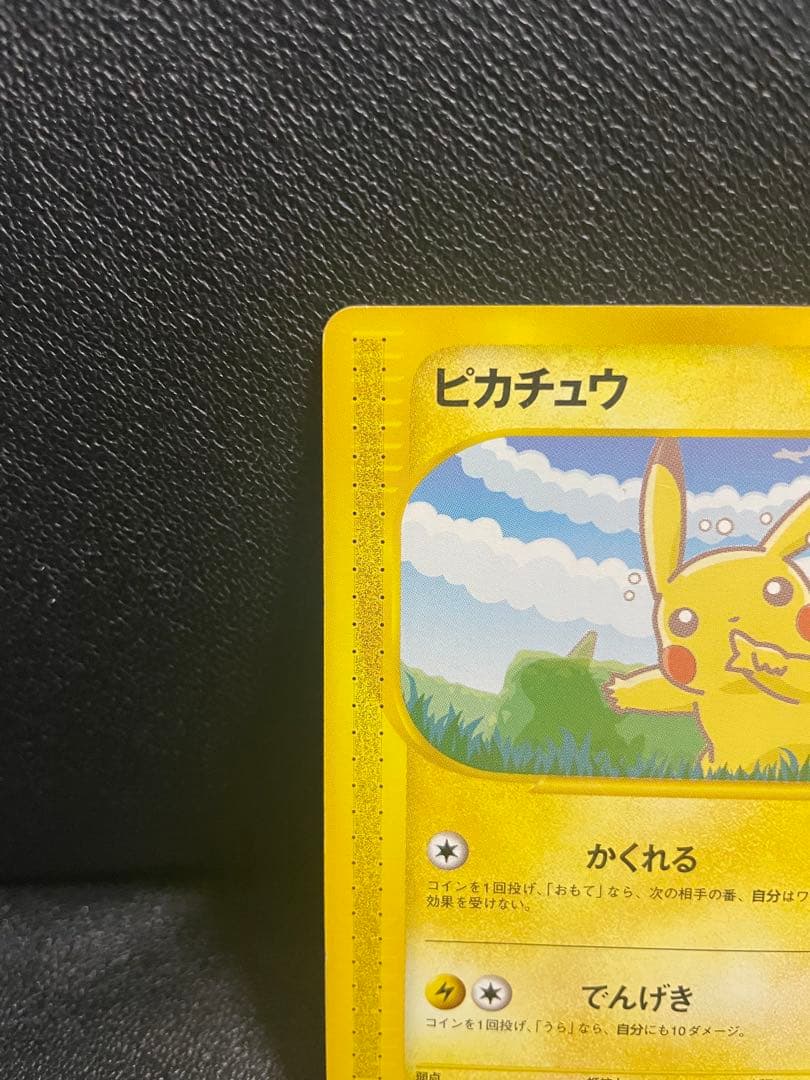 ピカチュウ
かくれる
コインを1回投げ、「おもて」なら、次の相手の番、自分はワ
効果を受けない。
でんげき
コインを1回投げ、「うら」なら、自分にも10ダメージ。
弱点